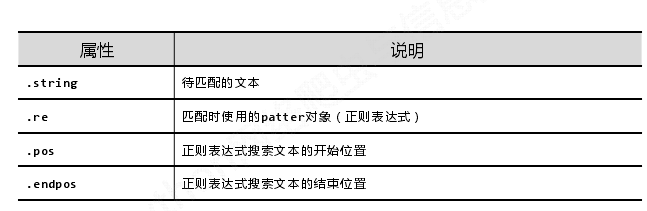 属性 说明
.string 待匹配的文本
.re 匹配时使用的patter对象（正则表达式）
.pos 正则表达式搜索文本的开始位置
.endpos 正则表达式搜索文本的结束位置